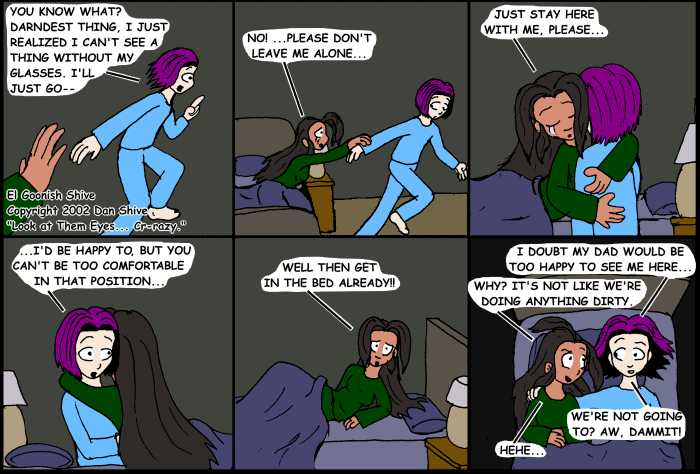 YOU KNOW WHAT?
DARNDEST THING, I JUST
REALIZED I CAN'T SEE A
THING WITHOUT MY
GLASSES. I'LL
JUST GO--
El Goonish Shive
Copyright 2002 Dan Shive
"Look at Them Eyes... Cr-razy."
NO! ...PLEASE DON'T
LEAVE ME ALONE...
JUST STAY HERE
WITH ME, PLEASE...
...I'D BE HAPPY TO, BUT YOU
CAN'T BE TOO COMFORTABLE
IN THAT POSITION...
WELL THEN GET
IN THE BED ALREADY!!
I DOUBT MY DAD WOULD BE
TOO HAPPY TO SEE ME HERE...
WHY? IT'S NOT LIKE WE'RE
DOING ANYTHING DIRTY.
WE'RE NOT GOING
TO? AW, DAMMIT!
HEHE...